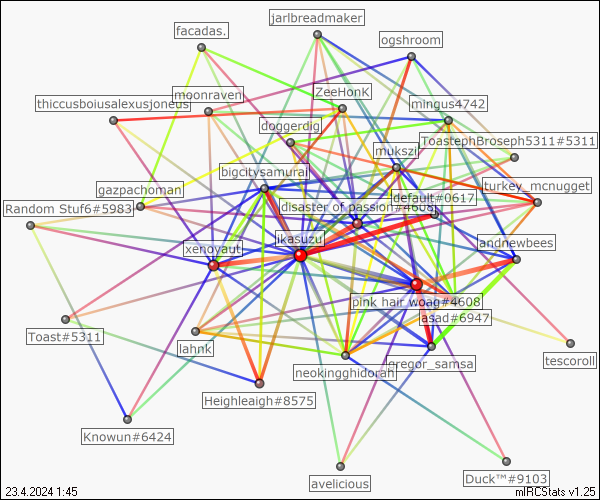 jarlbreadmaker
facadas.
ogshroom
moonraven
ZeeHonK
thiccusboiusalexusjoneus
mingus4742
doggerdig
ToastephBroseph5311#5311
mukszi
bigcitysamurai
gazpachoman
turkey_mcnugget
default#0617
Random Stuf6#5983
disaster of passion#4608
ikasuzu
xenoyaut
andnewbees
pink hair woag#4608
asad#6947
Toast#5311
lahnk
gregor_samsa
tescoroll
neokingghidorah
Heighleaigh#8575
Knowun#6424
avelicious
Duck™#9103
23.4.2024 1:45
mIRCStats v1.25